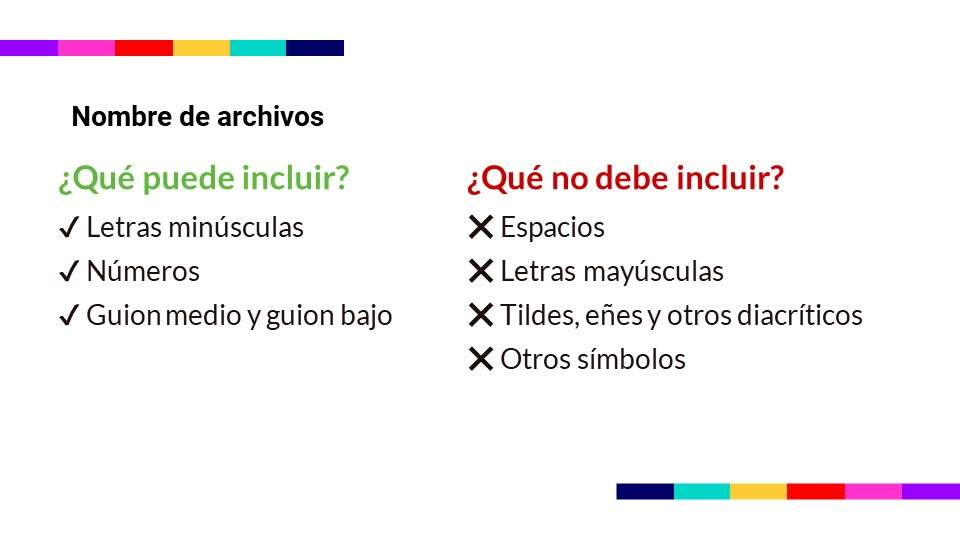 Nombre de archivos
¿Qué puede incluir?
✓ Letras minúsculas
✓ Números
✓ Guion medio y guion bajo
¿Qué no debe incluir?
✕ Espacios
✕ Letras mayúsculas
✕ Tildes, eñes y otros diacríticos
✕ Otros símbolos